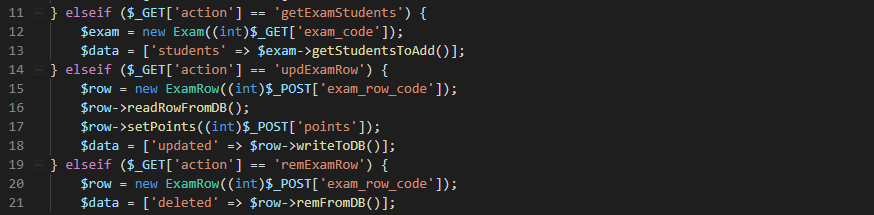 11 } elseif ($_GET['action'] == 'getExamStudents') {
12 $exam = new Exam((int)$_GET['exam_code']);
13 $data = ['students' => $exam->getStudentsToAdd()];
14 } elseif ($_GET['action'] == 'updExamRow') {
15 $row = new ExamRow((int)$_POST['exam_row_code']);
16 $row->readRowFromDB();
17 $row->setPoints((int)$_POST['points']);
18 $data = ['updated' => $row->writeToDB()];
19 } elseif ($_GET['action'] == 'remExamRow') {
20 $row = new ExamRow((int)$_POST['exam_row_code']);
21 $data = ['deleted' => $row->remFromDB()];